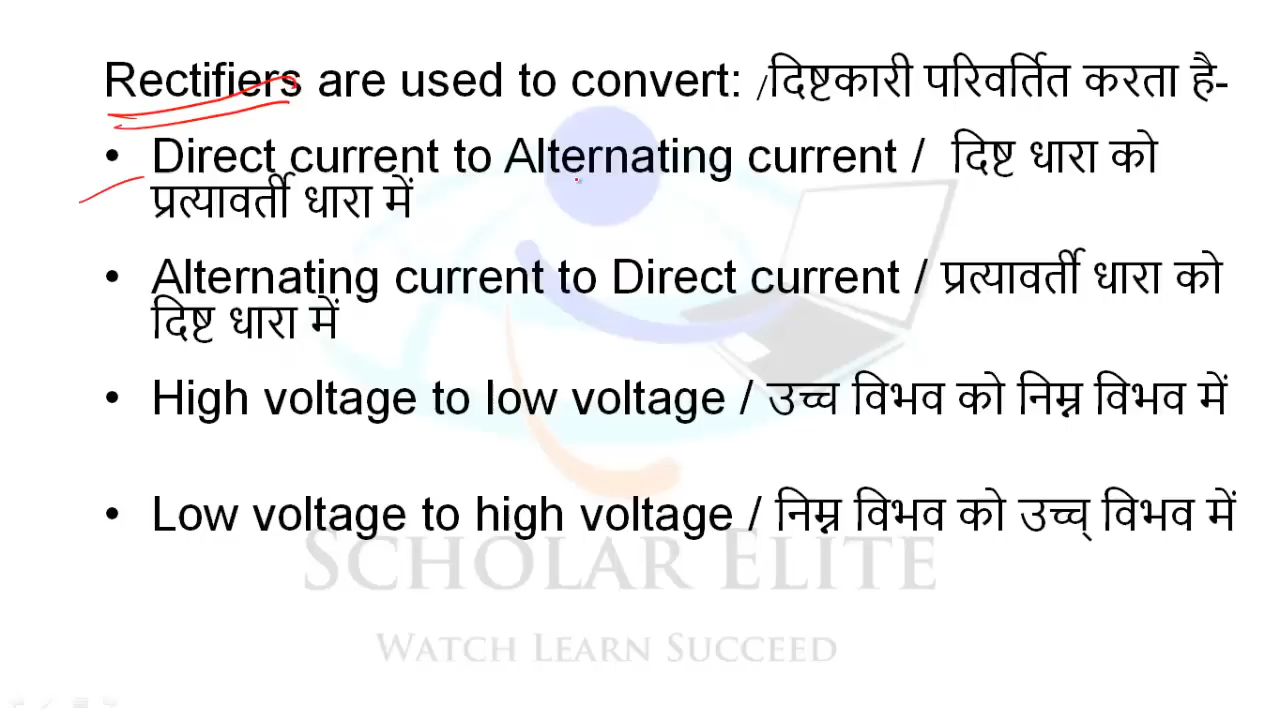 Rectifiers are used to convert: /दिष्टकारी परिवर्तित करता है-
• Direct current to Alternating current / दिष्ट धारा को
प्रत्यावर्ती धारा में
• Alternating current to Direct current / प्रत्यावर्ती धारा को
दिष्ट धारा में
• High voltage to low voltage / उच्च विभव को निम्न विभव में
• Low voltage to high voltage / निम्न विभव को उच्च् विभव में
SCHOLAR ELITE
WATCH LEARN SUCCEED